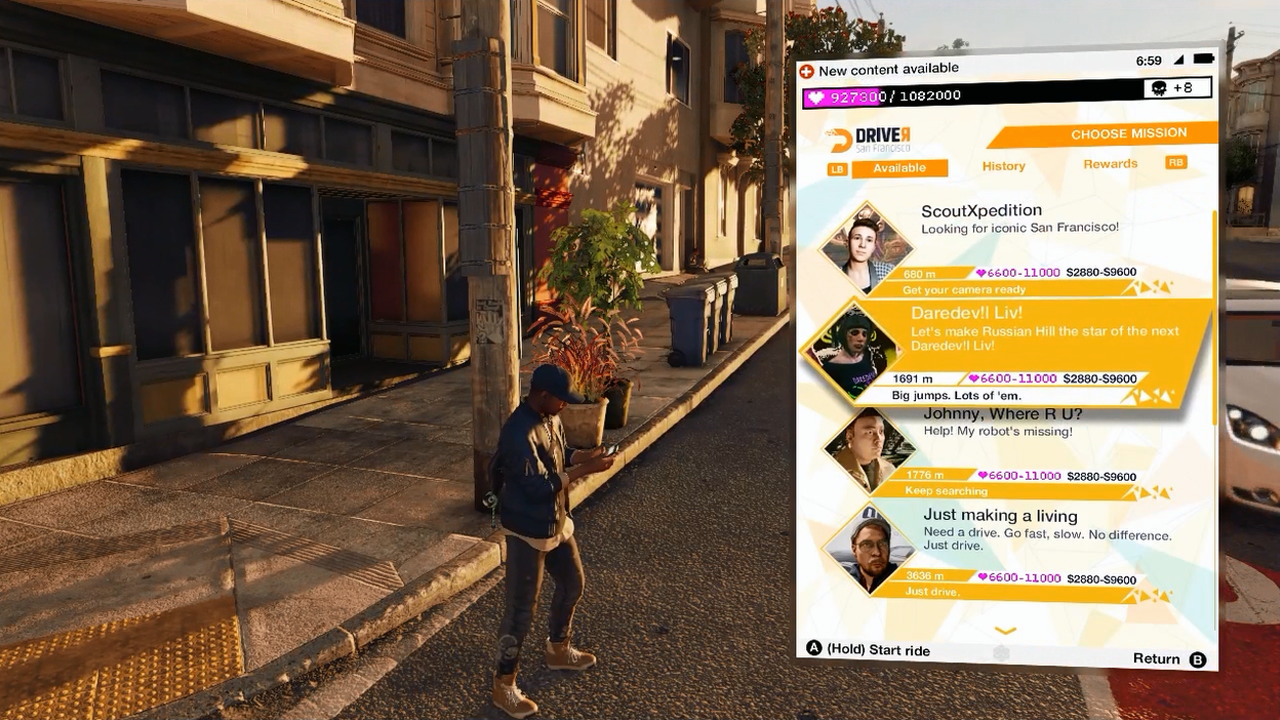 New content available
6:59
927300/1082000
+8
DRIVER
San Francisco
CHOOSE MISSION
LB
Available
History
Rewards
RB
ScoutXpedition
Looking for iconic San Francisco!
680 m
6600-11000
$2880-$9600
Get your camera ready
Daredev!l Liv!
Let's make Russian Hill the star of the next
Daredev!l Liv!
1691 m
6600-11000
$2880-$9600
Big jumps. Lots of 'em.
Johnny, Where R U?
Help! My robot's missing!
1776 m
6600-11000
$2880-$9600
Keep searching
Just making a living
Need a drive. Go fast, slow. No difference.
Just drive.
3636 m
6600-11000
$2880-$9600
Just drive.
A (Hold) Start ride
Return B